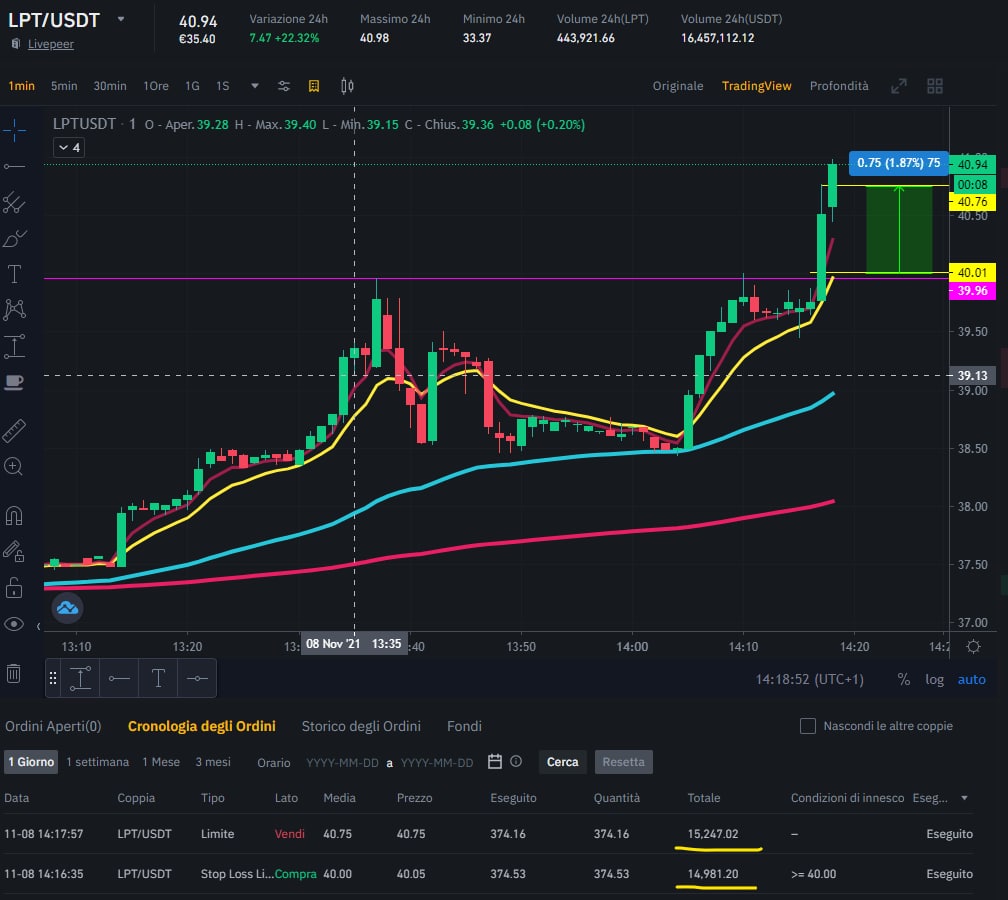 LPT/USDT
Livepeer
40.94
€35.40
Variazione 24h
7.47 +22.32%
Massimo 24h
40.98
Minimo 24h
33.37
Volume 24h(LPT)
443,921.66
Volume 24h(USDT)
16,457,112.12
1min 5min 30min 1Ore 1G 1S
Originale TradingView Profondità
LPTUSDT · 1 O - Aper. 39.28 H - Max. 39.40 L - Min. 39.15 C - Chius. 39.36 +0.08 (+0.20%)
4
0.75 (1.87%) 75
40.94
00:08
40.76
40.50
40.01
39.96
39.50
39.13
39.00
38.50
38.00
37.50
37.00
13:10 13:20 13: 08 Nov '21 13:35 :40 13:50 14:00 14:10 14:20 14:2
14:18:52 (UTC+1) % log auto
Ordini Aperti(0) Cronologia degli Ordini Storico degli Ordini Fondi Nascondi le altre coppie
1 Giorno 1 settimana 1 Mese 3 mesi Orario YYYY-MM-DD a YYYY-MM-DD Cerca Resetta
Data Coppia Tipo Lato Media Prezzo Eseguito Quantità Totale Condizioni di innesco Eseg...
11-08 14:17:57 LPT/USDT Limite Vendi 40.75 40.75 374.16 374.16 15,247.02 – Eseguito
11-08 14:16:35 LPT/USDT Stop Loss Li... Compra 40.00 40.05 374.53 374.53 14,981.20 >= 40.00 Eseguito